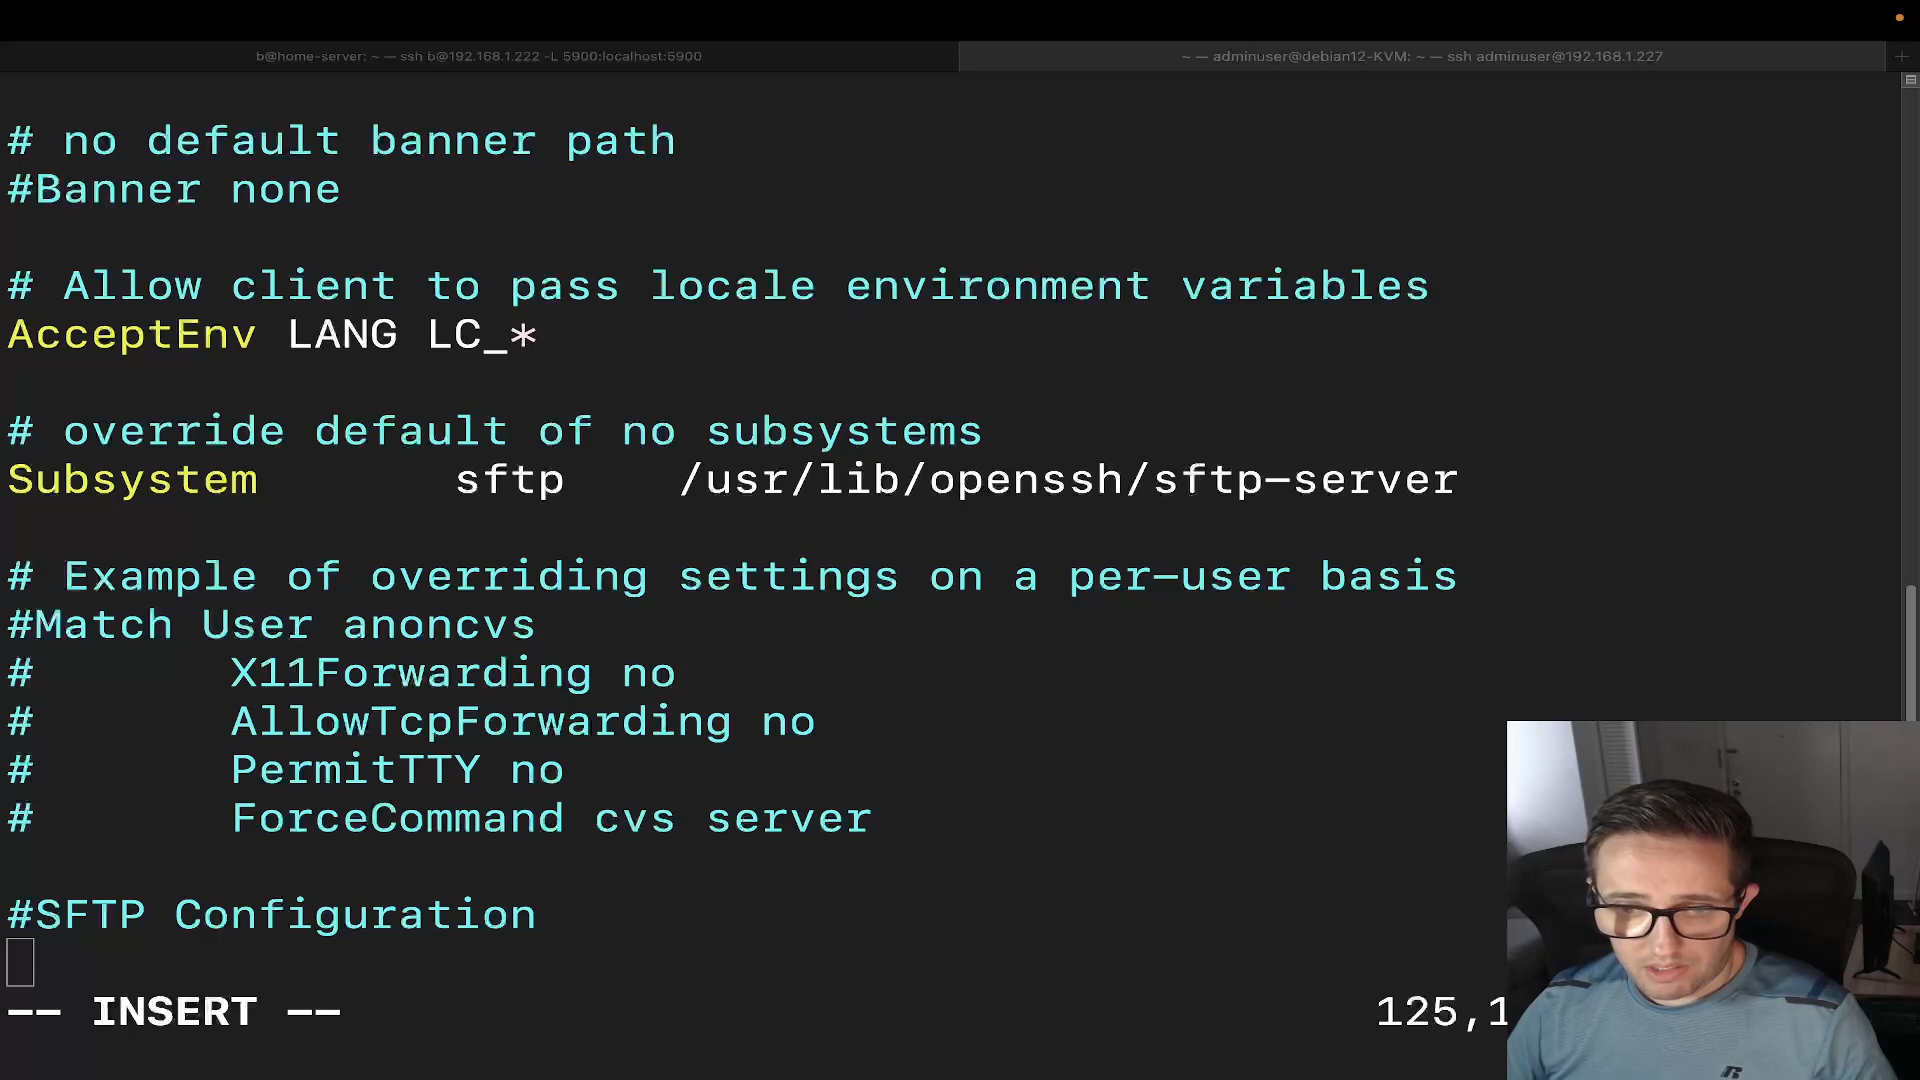 b@home-server: ~ — ssh b@192.168.1.222 -L 5900:localhost:5900
~ — adminuser@debian12-KVM: ~ — ssh adminuser@192.168.1.227
# no default banner path
#Banner none
# Allow client to pass locale environment variables
AcceptEnv LANG LC_*
# override default of no subsystems
Subsystem sftp /usr/lib/openssh/sftp-server
# Example of overriding settings on a per-user basis
#Match User anoncvs
# X11Forwarding no
# AllowTcpForwarding no
# PermitTTY no
# ForceCommand cvs server
#SFTP Configuration
-- INSERT --
125,1